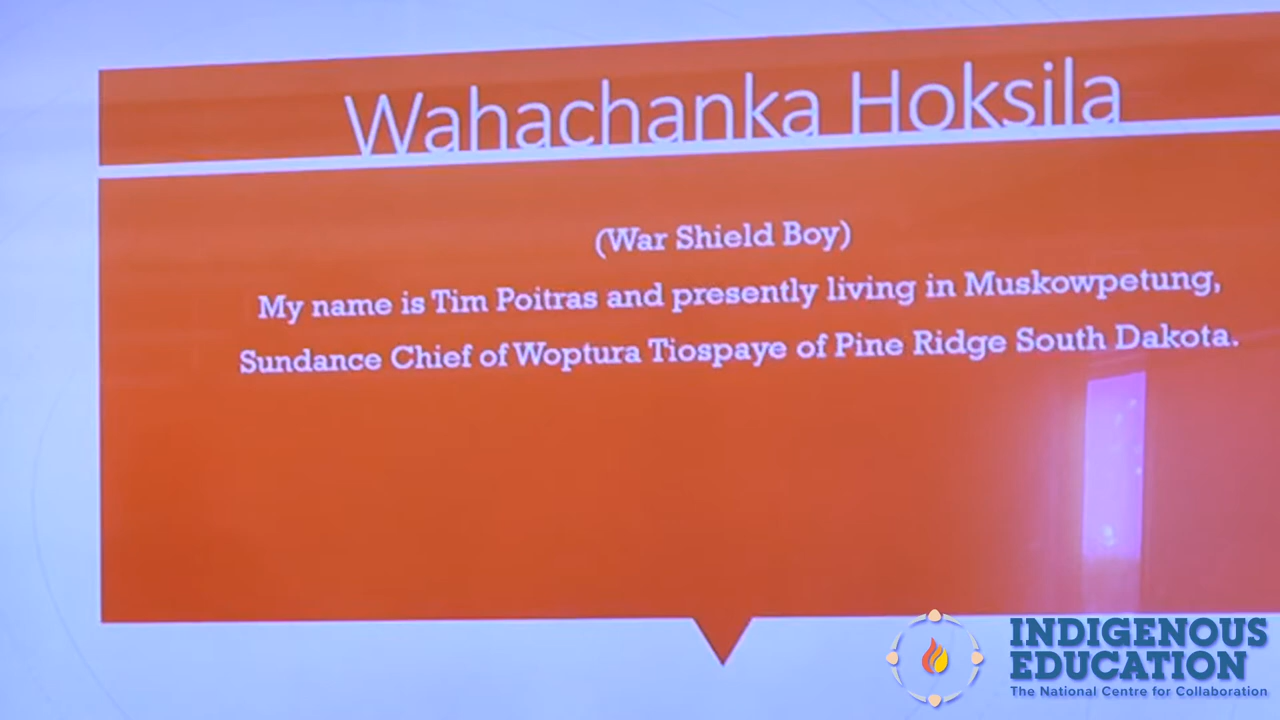 Wahachanka Hoksila
(War Shield Boy)
My name is Tim Poitras and presently living in Muskowpetung,
Sundance Chief of Woptura Tiospaye of Pine Ridge South Dakota.
INDIGENOUS
EDUCATION
The National Centre for Collaboration